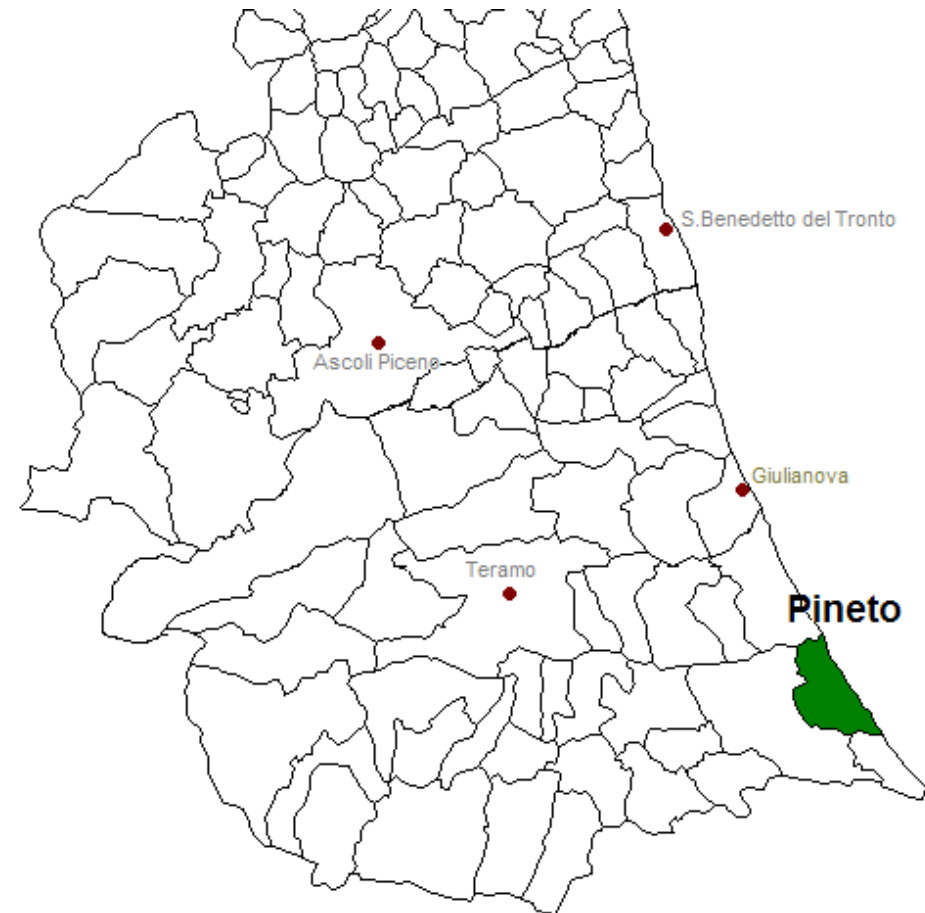 S.Benedetto del Tronto
Ascoli Piceno
Giulianova
Teramo
Pineto